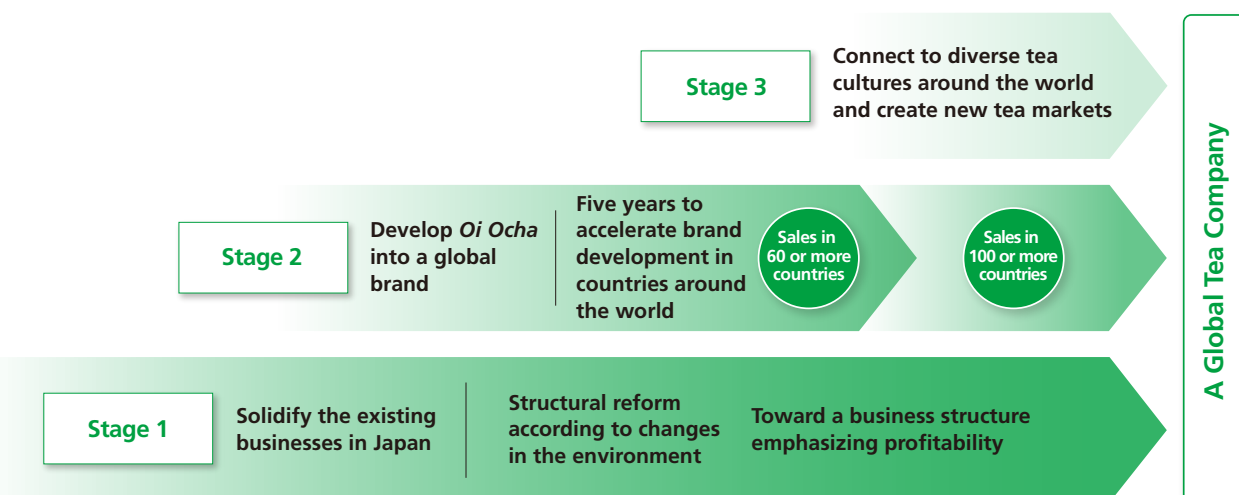 Stage 3
Connect to diverse tea
cultures around the world
and create new tea markets
Stage 2
Develop Oi Ocha
into a global
brand
Five years to
accelerate brand
development in
countries around
the world
Sales in
60 or more
countries
Sales in
100 or more
countries
Stage 1
Solidify the existing
businesses in Japan
Structural reform
according to changes
in the environment
Toward a business structure
emphasizing profitability
A Global Tea Company